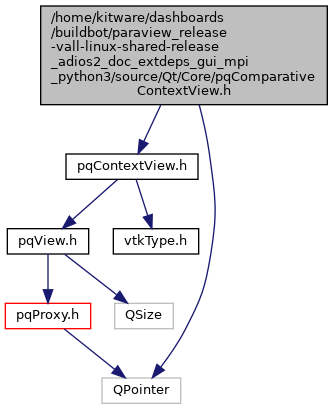 /home/kitware/dashboards
/buildbot/paraview_release
-vall-linux-shared-release
_adios2_doc_extdeps_gui_mpi
_python3/source/Qt/Core/pqComparative
ContextView.h
pqContextView.h
pqView.h
vtkType.h
pqProxy.h
QSize
QPointer